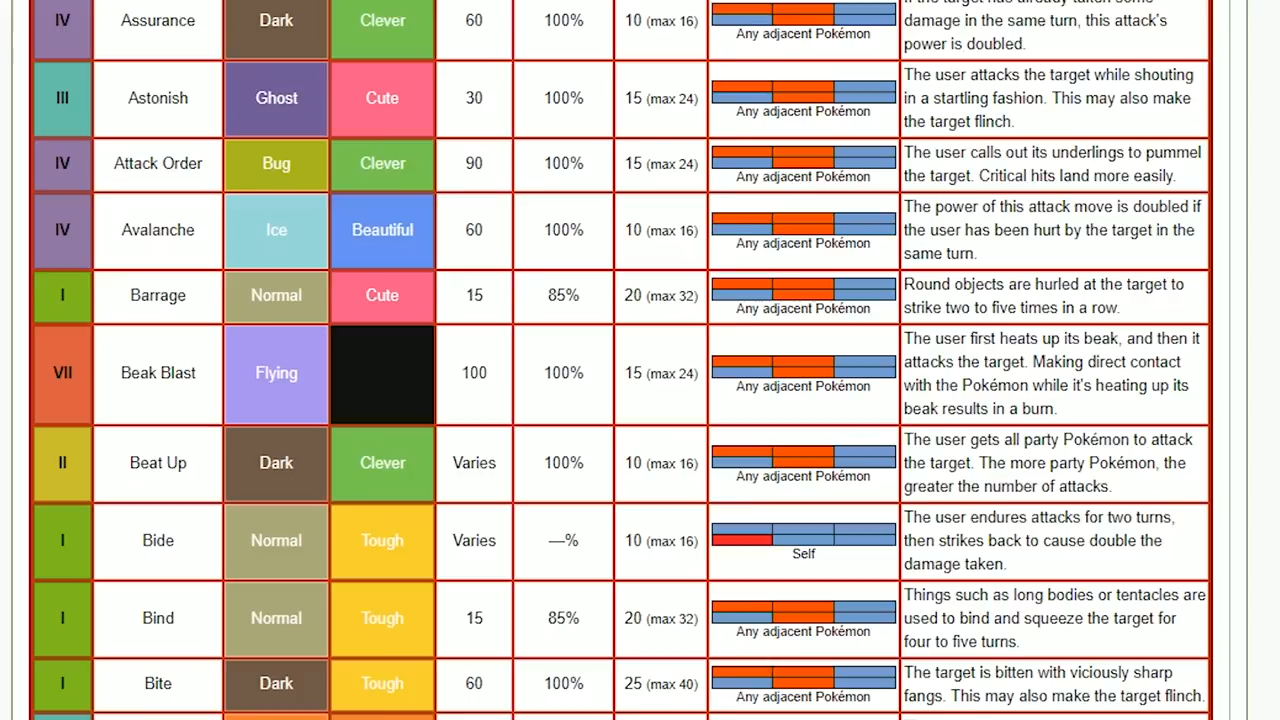 IV Assurance Dark Clever 60 100% 10 (max 16) Any adjacent Pokémon
damage in the same turn, this attack's
power is doubled.
III Astonish Ghost Cute 30 100% 15 (max 24) Any adjacent Pokémon
The user attacks the target while shouting
in a startling fashion. This may also make
the target flinch.
IV Attack Order Bug Clever 90 100% 15 (max 24) Any adjacent Pokémon
The user calls out its underlings to pummel
the target. Critical hits land more easily.
IV Avalanche Ice Beautiful 60 100% 10 (max 16) Any adjacent Pokémon
The power of this attack move is doubled if
the user has been hurt by the target in the
same turn.
I Barrage Normal Cute 15 85% 20 (max 32) Any adjacent Pokémon
Round objects are hurled at the target to
strike two to five times in a row.
VII Beak Blast Flying 100 100% 15 (max 24) Any adjacent Pokémon
The user first heats up its beak, and then it
attacks the target. Making direct contact
with the Pokémon while it's heating up its
beak results in a burn.
II Beat Up Dark Clever Varies 100% 10 (max 16) Any adjacent Pokémon
The user gets all party Pokémon to attack
the target. The more party Pokémon, the
greater the number of attacks.
I Bide Normal Tough Varies —% 10 (max 16) Self
The user endures attacks for two turns,
then strikes back to cause double the
damage taken.
I Bind Normal Tough 15 85% 20 (max 32) Any adjacent Pokémon
Things such as long bodies or tentacles are
used to bind and squeeze the target for
four to five turns.
I Bite Dark Tough 60 100% 25 (max 40) Any adjacent Pokémon
The target is bitten with viciously sharp
fangs. This may also make the target flinch.